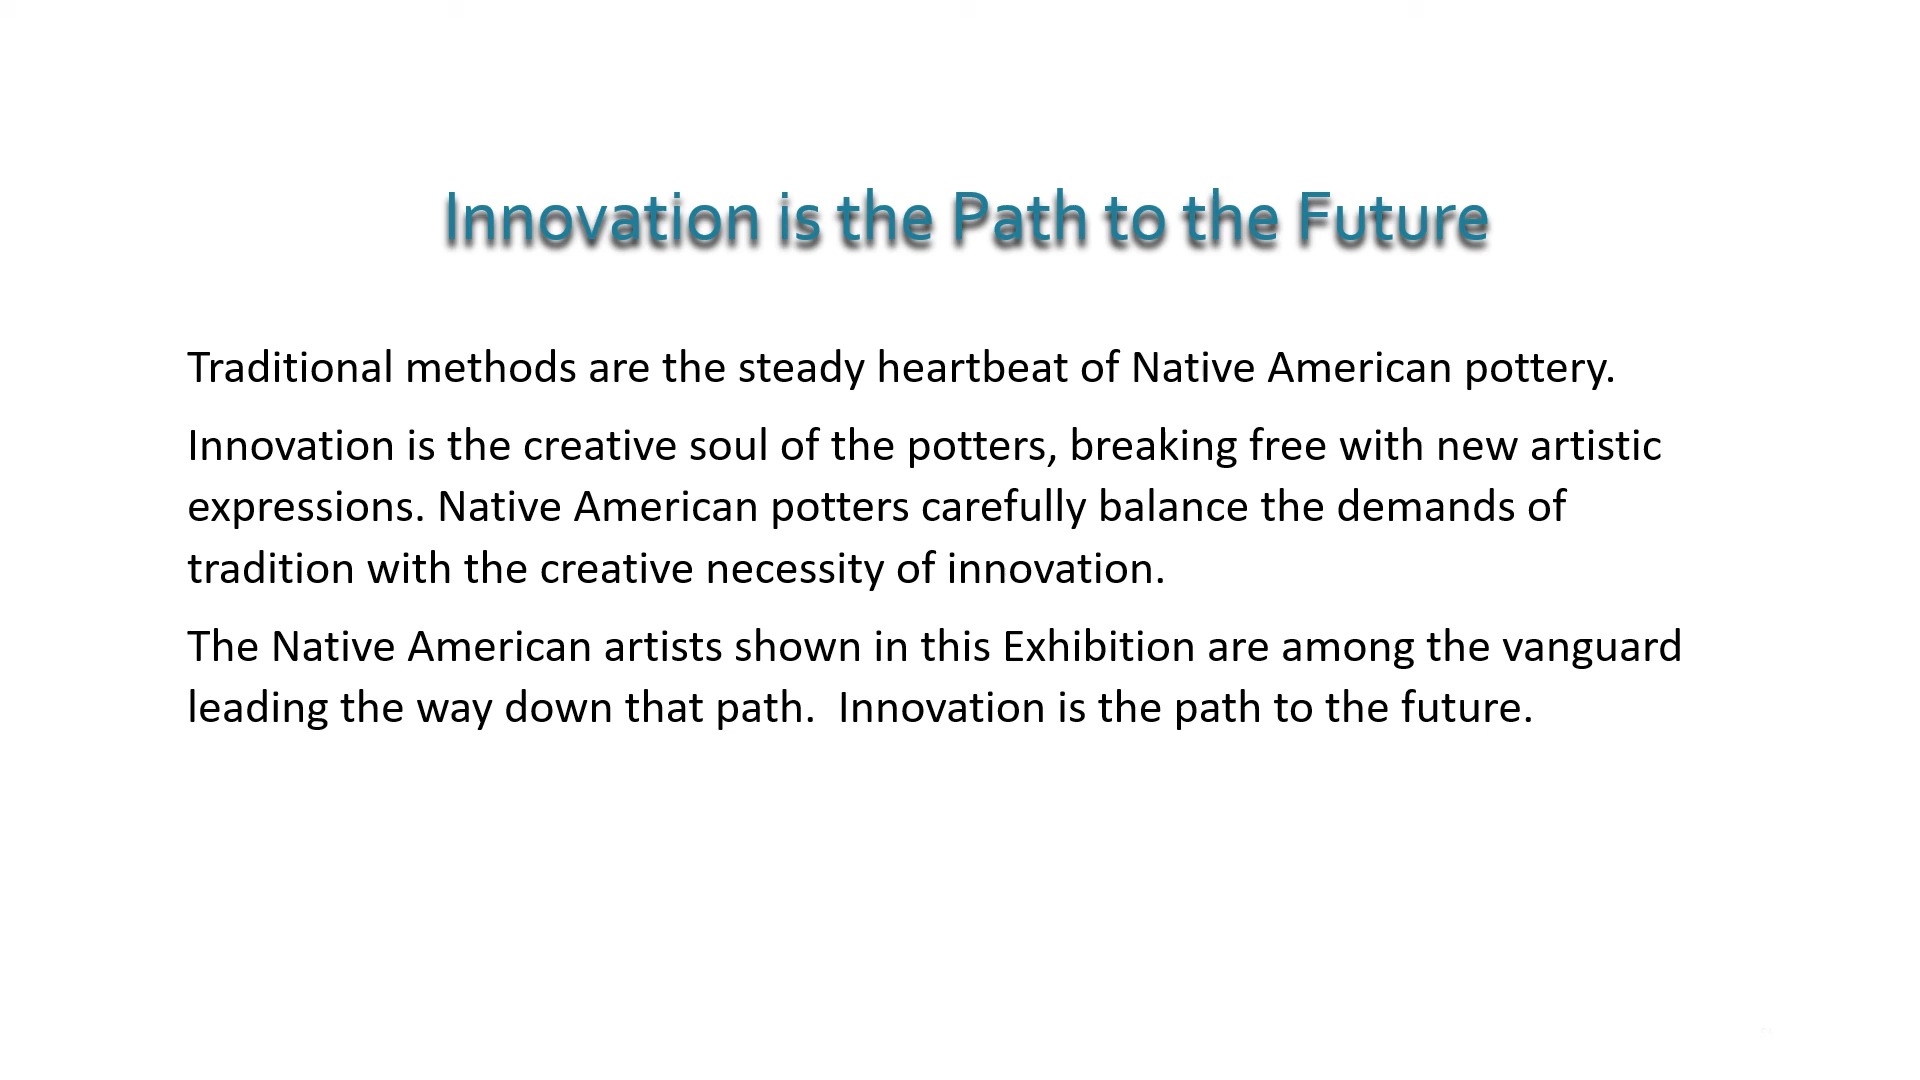 Innovation is the Path to the Future
Traditional methods are the steady heartbeat of Native American pottery.
Innovation is the creative soul of the potters, breaking free with new artistic
expressions. Native American potters carefully balance the demands of
tradition with the creative necessity of innovation.
The Native American artists shown in this Exhibition are among the vanguard
leading the way down that path.  Innovation is the path to the future.